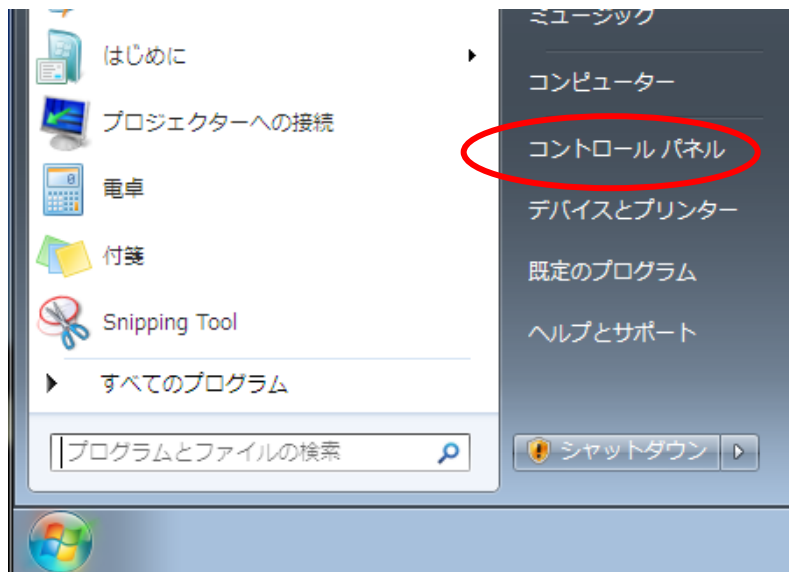 はじめに
プロジェクターへの接続
電卓
付箋
Snipping Tool
すべてのプログラム
プログラムとファイルの検索
ミュージック
コンピューター
コントロール パネル
デバイスとプリンター
既定のプログラム
ヘルプとサポート
シャットダウン